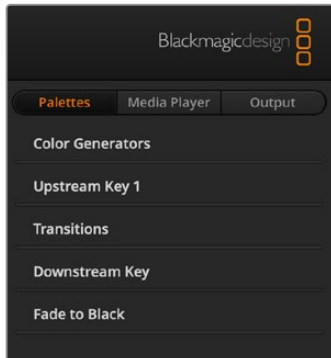 Blackmagicdesign
Palettes Media Player Output
Color Generators
Upstream Key 1
Transitions
Downstream Key
Fade to Black